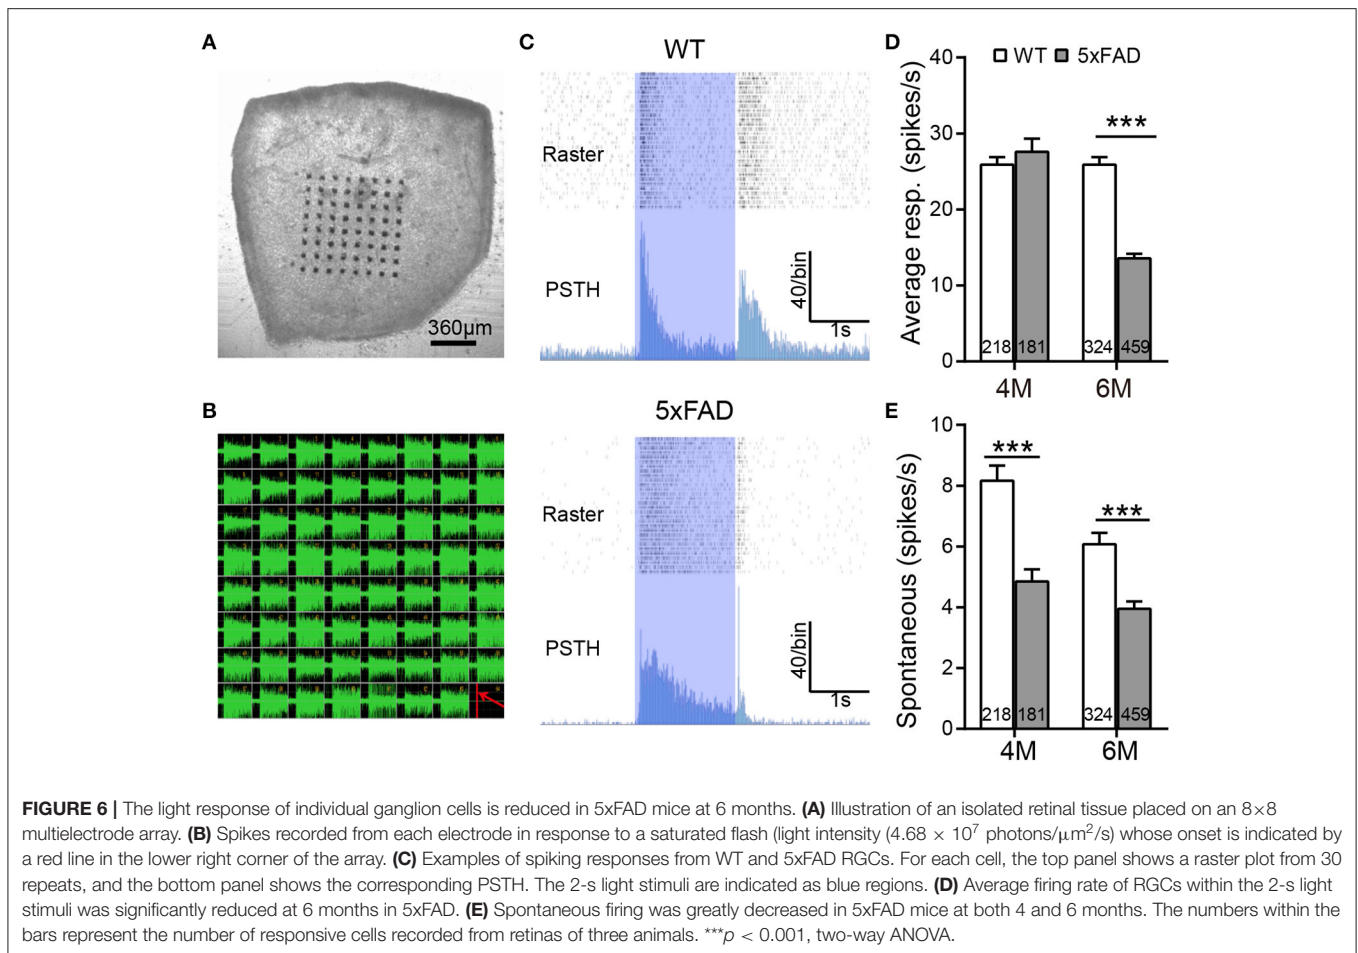 A
360μm
B
C
WT
Raster
PSTH
40/bin
1s
5xFAD
Raster
PSTH
40/bin
1s
D
WT 5xFAD
Average resp. (spikes/s)
40
30
20
10
0
***
218 181 324 459
4M 6M
E
Spontaneous (spikes/s)
10
8
6
4
2
0
***
***
218 181 324 459
4M 6M
FIGURE 6 | The light response of individual ganglion cells is reduced in 5xFAD mice at 6 months. (A) Illustration of an isolated retinal tissue placed on an 8×8
multielectrode array. (B) Spikes recorded from each electrode in response to a saturated flash (light intensity (4.68 × 10⁷ photons/μm²/s) whose onset is indicated by
a red line in the lower right corner of the array. (C) Examples of spiking responses from WT and 5xFAD RGCs. For each cell, the top panel shows a raster plot from 30
repeats, and the bottom panel shows the corresponding PSTH. The 2-s light stimuli are indicated as blue regions. (D) Average firing rate of RGCs within the 2-s light
stimuli was significantly reduced at 6 months in 5xFAD. (E) Spontaneous firing was greatly decreased in 5xFAD mice at both 4 and 6 months. The numbers within the
bars represent the number of responsive cells recorded from retinas of three animals. ***p < 0.001, two-way ANOVA.